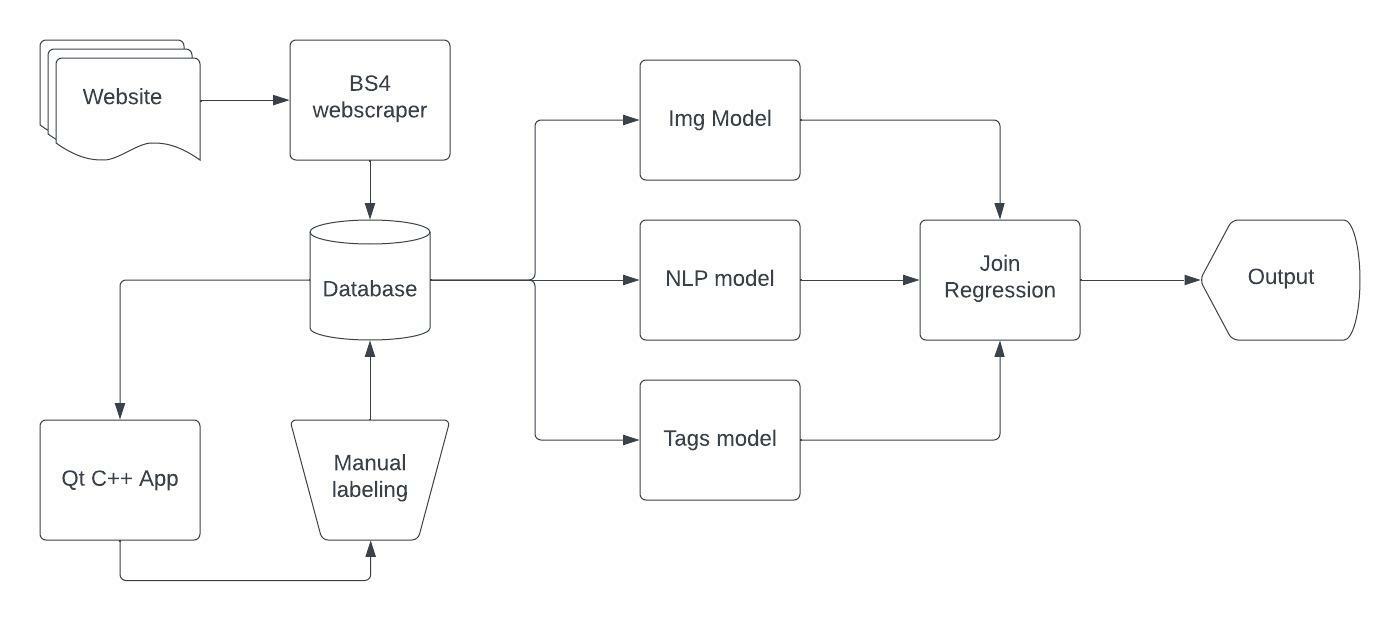 Website
BS4
webscraper
Img Model
Database
NLP model
Join
Regression
Output
Qt C++ App
Manual
labeling
Tags model